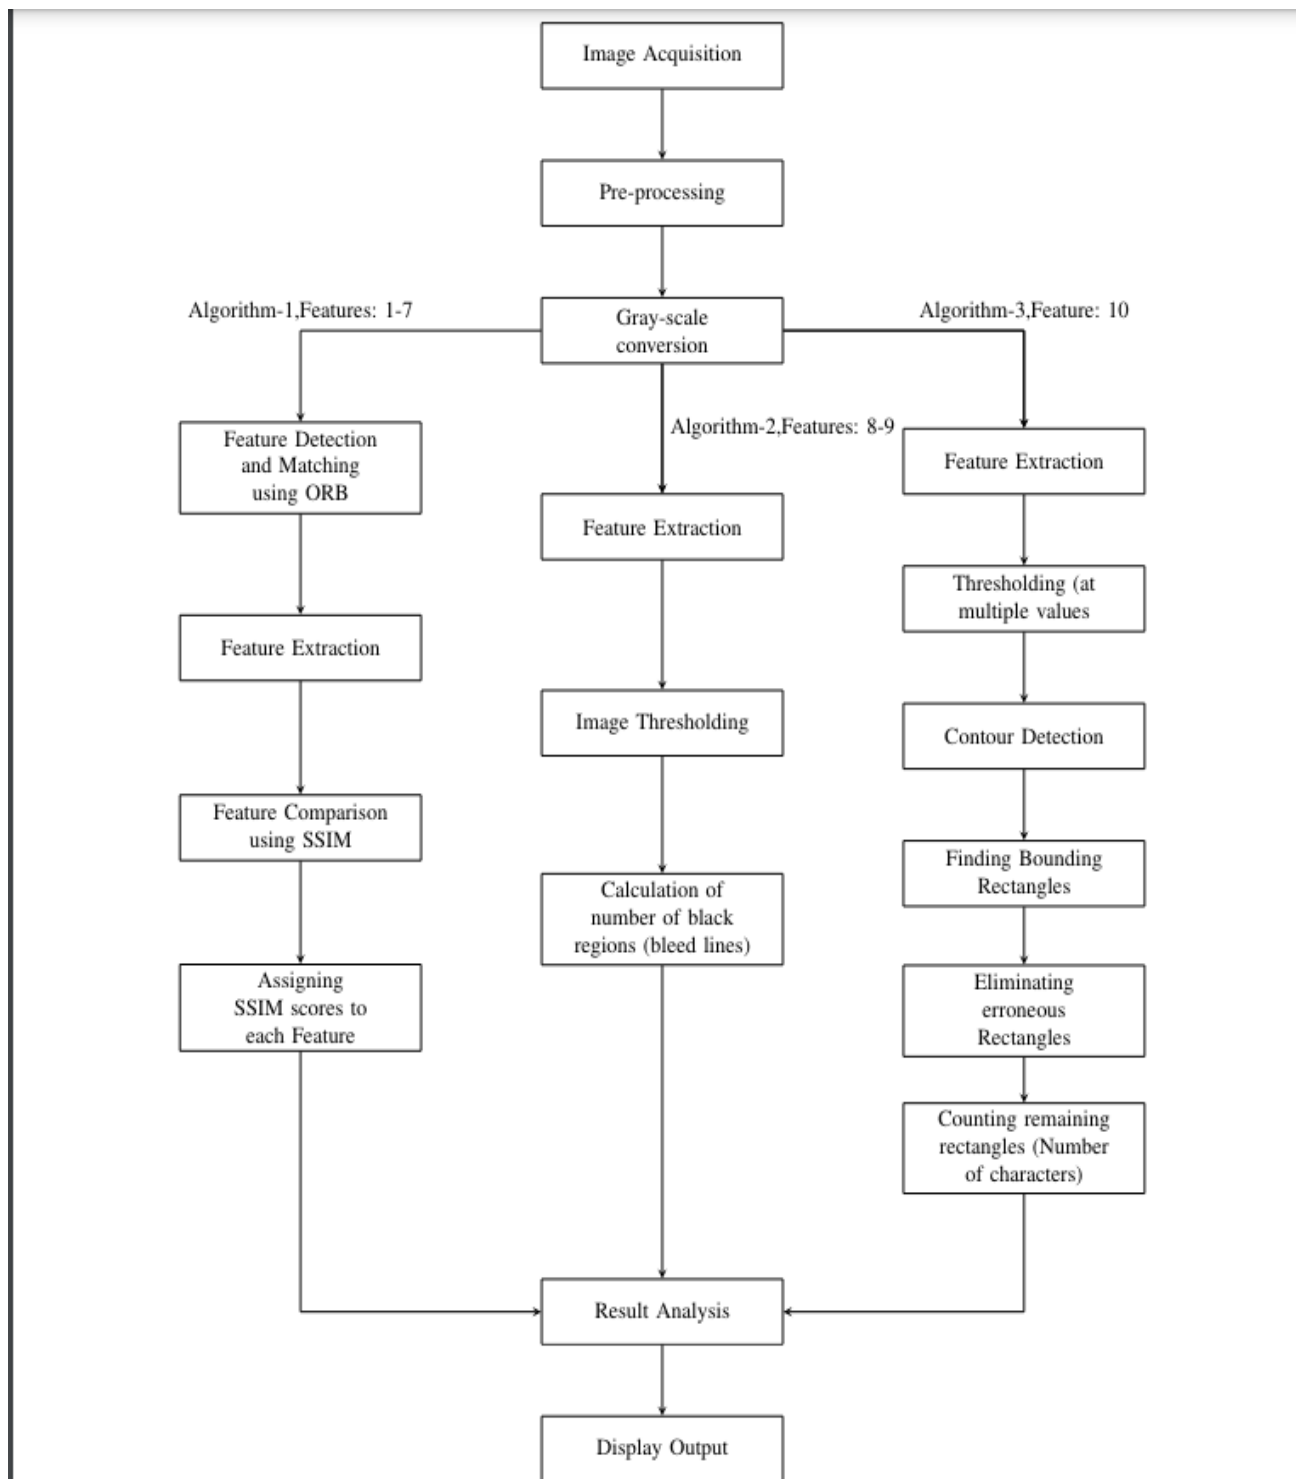 Image Acquisition
Pre-processing
Gray-scale
conversion
Algorithm-1,Features: 1-7
Feature Detection
and Matching
using ORB
Feature Extraction
Feature Comparison
using SSIM
Assigning
SSIM scores to
each Feature
Algorithm-2,Features: 8-9
Feature Extraction
Image Thresholding
Calculation of
number of black
regions (bleed lines)
Algorithm-3,Feature: 10
Feature Extraction
Thresholding (at
multiple values
Contour Detection
Finding Bounding
Rectangles
Eliminating
erroneous
Rectangles
Counting remaining
rectangles (Number
of characters)
Result Analysis
Display Output